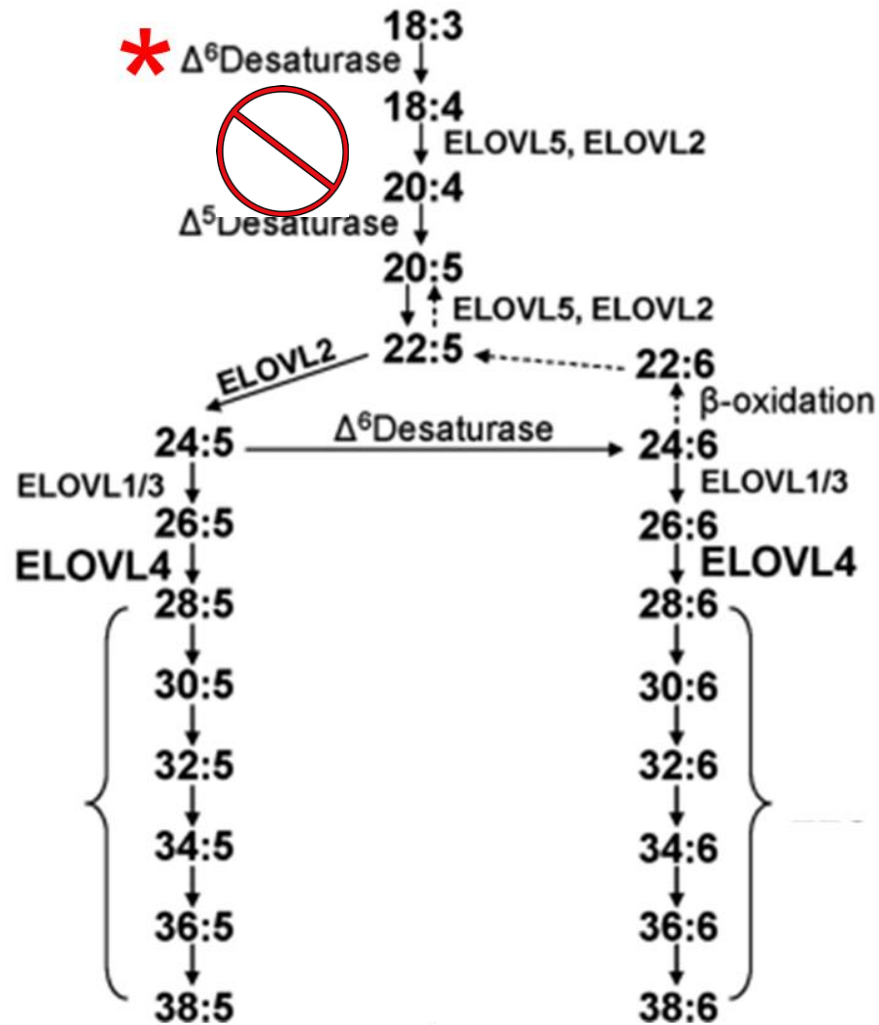 18:3
* Δ⁶Desaturase
18:4
ELOVL5, ELOVL2
20:4
Δ⁵Desaturase
20:5
ELOVL5, ELOVL2
22:5
22:6
ELOVL2
β-oxidation
24:5
Δ⁶Desaturase
24:6
ELOVL1/3
ELOVL1/3
26:5
26:6
ELOVL4
ELOVL4
28:5
28:6
30:5
30:6
32:5
32:6
34:5
34:6
36:5
36:6
38:5
38:6